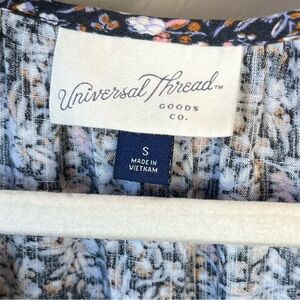 Universal Thread™
GOODS
CO.
S
MADE IN
VIETNAM